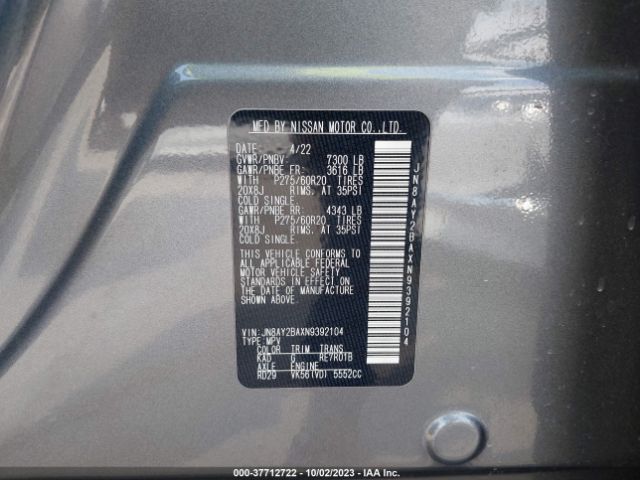 MFD BY NISSAN MOTOR CO.,LTD.
DATE: 4/22
GVWR/PNBV: 7300 LB
GAWR/PNBE FR: 3616 LB
WITH P275/60R20 TIRES
20X8J RIMS, AT 35PSI
COLD SINGLE.
GAWR/PNBE RR: 4343 LB
WITH P275/60R20 TIRES
20X8J RIMS, AT 35PSI
COLD SINGLE.
THIS VEHICLE CONFORMS TO
ALL APPLICABLE FEDERAL
MOTOR VEHICLE SAFETY
STANDARDS IN EFFECT ON
THE DATE OF MANUFACTURE
SHOWN ABOVE.
VIN:JN8AY2BAXN9392104
TYPE:MPV
COLOR TRIM TRANS
KAD G RE7R01B
AXLE ENGINE
RD29 VK56(VD) 5552CC
JN8AY2BAXN9392104
000-37712722 - 10/02/2023 - IAA Inc.